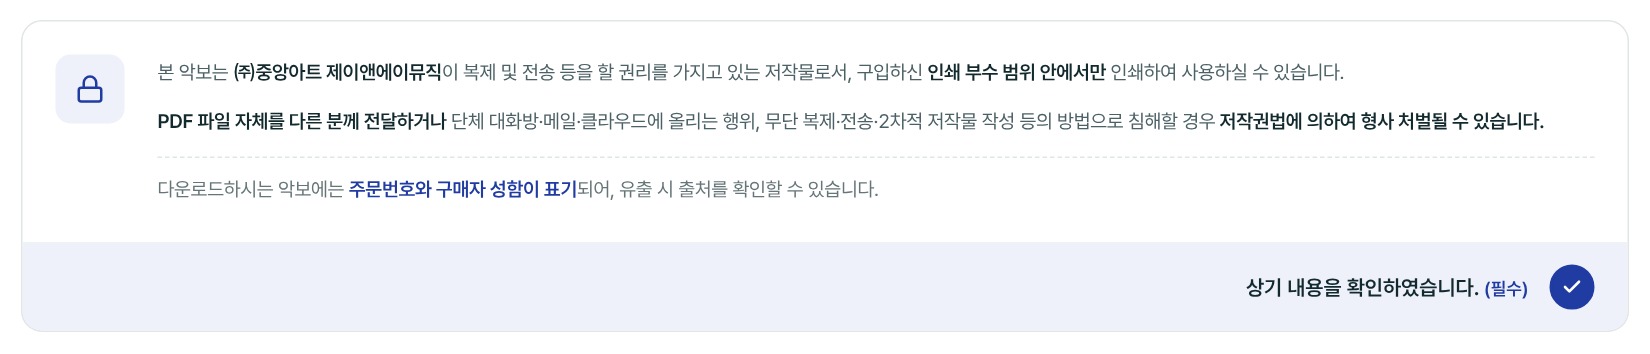 본 악보는 (주)중앙아트 제이앤에이뮤직이 복제 및 전송 등을 할 권리를 가지고 있는 저작물로서, 구입하신 인쇄 부수 범위 안에서만 인쇄하여 사용하실 수 있습니다.
PDF 파일 자체를 다른 분께 전달하거나 단체 대화방·메일·클라우드에 올리는 행위, 무단 복제·전송·2차적 저작물 작성 등의 방법으로 침해할 경우 저작권법에 의하여 형사 처벌될 수 있습니다.
다운로드하시는 악보에는 주문번호와 구매자 성함이 표기되어, 유출 시 출처를 확인할 수 있습니다.
상기 내용을 확인하였습니다. (필수)